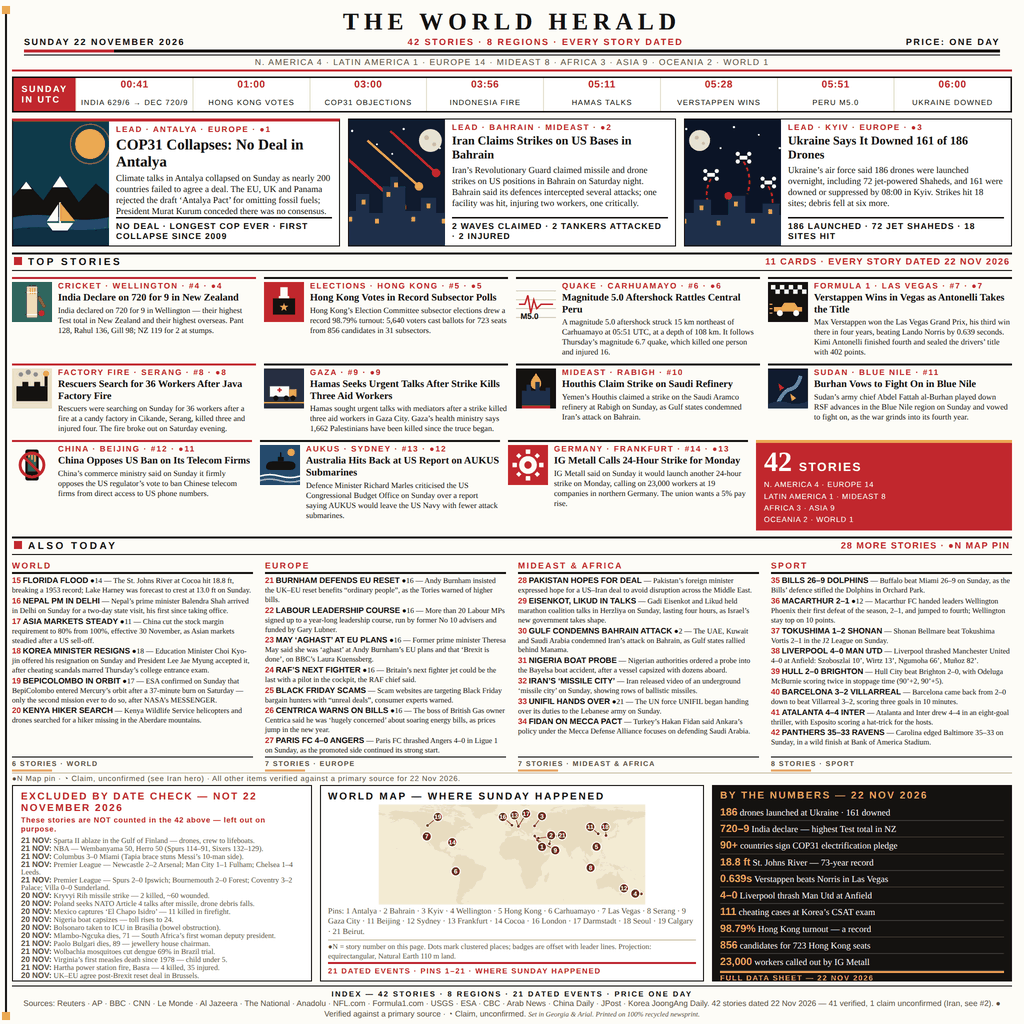 THE WORLD HERALD
SUNDAY 22 NOVEMBER 2026
42 STORIES · 8 REGIONS · EVERY STORY DATED
PRICE: ONE DAY
N. AMERICA 4 · LATIN AMERICA 1 · EUROPE 14 · MIDEAST 8 · AFRICA 3 · ASIA 9 · OCEANIA 2 · WORLD 1
SUNDAY
IN UTC
00:41
INDIA 629/6 → DEC 720/9
01:00
HONG KONG VOTES
03:03
COP31 OBJECTIONS
03:56
INDONESIA FIRE
05:11
HAMAS TALKS
05:28
VERSTAPPEN WINS
05:51
PERU M5.0
06:00
UKRAINE DOWNED
LEAD · ANTALYA · EUROPE · ●1
COP31 Collapses: No Deal in
Antalya
Climate talks in Antalya collapsed on Sunday as nearly 200
countries failed to agree a deal. The EU, UK and Panama
rejected the draft ‘Antalya Pact’ for omitting fossil fuels;
President Murat Kurum conceded there was no consensus.
NO DEAL · LONGEST COP EVER · FIRST
COLLAPSE SINCE 2009
LEAD · BAHRAIN · MIDEAST · ●2
Iran Claims Strikes on US Bases in
Bahrain
Iran’s Revolutionary Guard claimed missile and drone
strikes on US positions in Bahrain on Saturday night.
Bahrain said its defences intercepted several attacks; one
facility was hit, injuring two workers, one critically.
2 WAVES CLAIMED · 2 TANKERS ATTACKED
· 2 INJURED
LEAD · KYIV · EUROPE · ●3
Ukraine Says It Downed 161 of 186
Drones
Ukraine’s air force said 186 drones were launched
overnight, including 72 jet-powered Shaheds, and 161 were
downed or suppressed by 08:00 in Kyiv. Strikes hit 18
sites; debris fell at six more.
186 LAUNCHED · 72 JET SHAHEDS · 18
SITES HIT
TOP STORIES
11 CARDS · EVERY STORY DATED 22 NOV 2026
CRICKET · WELLINGTON · #4 · ●4
India Declare on 720 for 9 in New Zealand
India declared on 720 for 9 in Wellington — their highest
Test total in New Zealand and their highest overseas. Pant
128, Rahul 136, Gill 98; NZ 119 for 2 at stumps.
ELECTIONS · HONG KONG · #5 · ●5
Hong Kong Votes in Record Subsector Polls
Hong Kong’s Election Committee subsector elections drew a
record 98.79% turnout: 5,640 voters cast ballots for 723 seats
from 856 candidates in 31 subsectors.
QUAKE · CARHUAMAYO · #6 · ●6
M5.0
Magnitude 5.0 Aftershock Rattles Central
Peru
A magnitude 5.0 aftershock struck 15 km northeast of
Carhuamayo at 05:51 UTC, at a depth of 108 km. It follows
Thursday’s magnitude 6.7 quake, which killed one person
and injured 16.
FORMULA 1 · LAS VEGAS · #7 · ●7
Verstappen Wins in Vegas as Antonelli Takes
the Title
Max Verstappen won the Las Vegas Grand Prix, his third win
there in four years, beating Lando Norris by 0.639 seconds.
Kimi Antonelli finished fourth and sealed the drivers’ title
with 402 points.
FACTORY FIRE · SERANG · #8 · ●8
Rescuers Search for 36 Workers After Java
Factory Fire
Rescuers were searching on Sunday for 36 workers after a
fire at a candy factory in Cikande, Serang, killed three and
injured four. The fire broke out on Saturday evening.
GAZA · #9 · ●9
Hamas Seeks Urgent Talks After Strike Kills
Three Aid Workers
Hamas sought urgent talks with mediators after a strike killed
three aid workers in Gaza City. Gaza’s health ministry says
1,662 Palestinians have been killed since the truce began.
MIDEAST · RABIGH · #10
Houthis Claim Strike on Saudi Refinery
Yemen’s Houthis claimed a strike on the Saudi Aramco
refinery at Rabigh on Sunday, as Gulf states condemned
Iran’s attack on Bahrain.
SUDAN · BLUE NILE · #11
Burhan Vows to Fight On in Blue Nile
Sudan’s army chief Abdel Fattah al-Burhan played down
RSF advances in the Blue Nile region on Sunday and vowed
to fight on, as the war grinds into its fourth year.
CHINA · BEIJING · #12 · ●11
China Opposes US Ban on Its Telecom Firms
China’s commerce ministry said on Sunday it firmly
opposes the US regulator’s vote to ban Chinese telecom
firms from direct access to US phone numbers.
AUKUS · SYDNEY · #13 · ●12
Australia Hits Back at US Report on AUKUS
Submarines
Defence Minister Richard Marles criticised the US
Congressional Budget Office on Sunday over a report
saying AUKUS would leave the US Navy with fewer attack
submarines.
GERMANY · FRANKFURT · #14 · ●13
IG Metall Calls 24-Hour Strike for Monday
IG Metall said on Sunday it would launch another 24-hour
strike on Monday, calling on 23,000 workers at 19
companies in northern Germany. The union wants a 5% pay
rise.
42 STORIES
N. AMERICA 4 · EUROPE 14
LATIN AMERICA 1 · MIDEAST 8
AFRICA 3 · ASIA 9
OCEANIA 2 · WORLD 1
ALSO TODAY
28 MORE STORIES · ●N MAP PIN
WORLD
15 FLORIDA FLOOD ●14 — The St. Johns River at Cocoa hit 18.8 ft,
breaking a 1953 record; Lake Harney was forecast to crest at 13.0 ft on Sunday.
16 NEPAL PM IN DELHI — Nepal’s prime minister Balendra Shah arrived
in Delhi on Sunday for a two-day state visit, his first since taking office.
17 ASIA MARKETS STEADY ●11 — China cut the stock margin
requirement to 80% from 100%, effective 30 November, as Asian markets
steadied after a US sell-off.
18 KOREA MINISTER RESIGNS ●18 — Education Minister Choi Kyo-
jin offered his resignation on Sunday and President Lee Jae Myung accepted it,
after cheating scandals marred Thursday’s college entrance exam.
19 BEPICOLOMBO IN ORBIT ●17 — ESA confirmed on Sunday that
BepiColombo entered Mercury’s orbit after a 37-minute burn on Saturday —
only the second mission ever to do so, after NASA’s MESSENGER.
20 KENYA HIKER SEARCH — Kenya Wildlife Service helicopters and
drones searched for a hiker missing in the Aberdare mountains.
6 STORIES · WORLD
EUROPE
21 BURNHAM DEFENDS EU RESET ●16 — Andy Burnham insisted
the UK–EU reset benefits “ordinary people”, as the Tories warned of higher
bills.
22 LABOUR LEADERSHIP COURSE ●16 — More than 20 Labour MPs
signed up to a year-long leadership course, run by former No 10 advisers and
funded by Gary Lubner.
23 MAY ‘AGHAST’ AT EU PLANS ●16 — Former prime minister Theresa
May said she was ‘aghast’ at Andy Burnham’s EU plans and that ‘Brexit is
done’, on BBC’s Laura Kuenssberg.
24 RAF’S NEXT FIGHTER ●16 — Britain’s next fighter jet could be the
last with a pilot in the cockpit, the RAF chief said.
25 BLACK FRIDAY SCAMS — Scam websites are targeting Black Friday
bargain hunters with “unreal deals”, consumer experts warned.
26 CENTRICA WARNS ON BILLS ●16 — The boss of British Gas owner
Centrica said he was ‘hugely concerned’ about soaring energy bills, as prices
jump in the new year.
27 PARIS FC 4–0 ANGERS — Paris FC thrashed Angers 4–0 in Ligue 1
on Sunday, as the promoted side continued its strong start.
7 STORIES · EUROPE
MIDEAST & AFRICA
28 PAKISTAN HOPES FOR DEAL — Pakistan’s foreign minister
expressed hope for a US–Iran deal to avoid disruption across the Middle East.
29 EISENKOT, LIKUD IN TALKS — Gadi Eisenkot and Likud held
marathon coalition talks in Herzliya on Sunday, lasting four hours, as Israel’s
new government takes shape.
30 GULF CONDEMNS BAHRAIN ATTACK ●2 — The UAE, Kuwait
and Saudi Arabia condemned Iran’s attack on Bahrain, as Gulf states rallied
behind Manama.
31 NIGERIA BOAT PROBE — Nigerian authorities ordered a probe into
the Bayelsa boat accident, after a vessel capsized with dozens aboard.
32 IRAN’S ‘MISSILE CITY’ — Iran released video of an underground
‘missile city’ on Sunday, showing rows of ballistic missiles.
33 UNIFIL HANDS OVER ●21 — The UN force UNIFIL began handing
over its duties to the Lebanese army on Sunday.
34 FIDAN ON MECCA PACT — Turkey’s Hakan Fidan said Ankara’s
policy under the Mecca Defense Alliance focuses on defending Saudi Arabia.
7 STORIES · MIDEAST & AFRICA
SPORT
35 BILLS 26–9 DOLPHINS — Buffalo beat Miami 26–9 on Sunday, as the
Bills’ defence stifled the Dolphins in Orchard Park.
36 MACARTHUR 2–1 ●12 — Macarthur FC handed leaders Wellington
Phoenix their first defeat of the season, 2–1, and jumped to fourth; Wellington
stay top on 10 points.
37 TOKUSHIMA 1–2 SHONAN — Shonan Bellmare beat Tokushima
Vortis 2–1 in the J2 League on Sunday.
38 LIVERPOOL 4–0 MAN UTD — Liverpool thrashed Manchester United
4–0 at Anfield: Szoboszlai 10’, Wirtz 13’, Ngumoha 66’, Muñoz 82’.
39 HULL 2–0 BRIGHTON — Hull City beat Brighton 2–0, with Odeluga
McBurnie scoring twice in stoppage time (90’+2, 90’+5).
40 BARCELONA 3–2 VILLARREAL — Barcelona came back from 2–0
down to beat Villarreal 3–2, scoring three goals in 10 minutes.
41 ATALANTA 4–4 INTER — Atalanta and Inter drew 4–4 in an eight-goal
thriller, with Esposito scoring a hat-trick for the hosts.
42 PANTHERS 35–33 RAVENS — Carolina edged Baltimore 35–33 on
Sunday, in a wild finish at Bank of America Stadium.
8 STORIES · SPORT
●N Map pin · ◔ Claim, unconfirmed (see Iran hero) · All other items verified against a primary source for 22 Nov 2026.
EXCLUDED BY DATE CHECK — NOT 22
NOVEMBER 2026
These stories are NOT counted in the 42 above — left out on
purpose.
21 NOV: Sparta II ablaze in the Gulf of Finland — drones, crew to lifeboats.
21 NOV: NBA — Wembanyama 50, Herro 50 (Spurs 114–91, Sixers 132–129).
21 NOV: Columbus 3–0 Miami (Tapia brace stuns Messi’s 10-man side).
21 NOV: Premier League — Newcastle 2–2 Arsenal; Man City 1–1 Fulham; Chelsea 1–4
Leeds.
21 NOV: Premier League — Spurs 2–0 Ipswich; Bournemouth 2–0 Forest; Coventry 3–2
Palace; Villa 0–0 Sunderland.
20 NOV: Kryvyi Rih missile strike — 2 killed, ~60 wounded.
20 NOV: Poland seeks NATO Article 4 talks after missile, drone debris falls.
20 NOV: Mexico captures ‘El Chapo Isidro’ — 11 killed in firefight.
21 NOV: Nigeria boat capsizes — toll rises to 24.
20 NOV: Bolsonaro taken to ICU in Brasília (bowel obstruction).
21 NOV: Mlambo-Ngcuka dies, 71 — South Africa’s first woman deputy president.
21 NOV: Paolo Bulgari dies, 89 — jewellery house chairman.
21 NOV: Wolbachia mosquitoes cut dengue 69% in Brazil trial.
20 NOV: Virginia’s first measles death since 1978 — child under 5.
21 NOV: Hartha power station fire, Basra — 4 killed, 35 injured.
20 NOV: UK–EU agree post-Brexit reset deal in Brussels.
WORLD MAP — WHERE SUNDAY HAPPENED
19
7
14
6
16
13
17
3
2
21
1
9
11
18
5
8
12
4
Pins: 1 Antalya · 2 Bahrain · 3 Kyiv · 4 Wellington · 5 Hong Kong · 6 Carhuamayo · 7 Las Vegas · 8 Serang · 9
Gaza City · 11 Beijing · 12 Sydney · 13 Frankfurt · 14 Cocoa · 16 London · 17 Darmstadt · 18 Seoul · 19 Calgary
· 21 Beirut.
●N = story number on this page. Dots mark clustered places; badges are offset with leader lines. Projection:
equirectangular, Natural Earth 110 m land.
21 DATED EVENTS · PINS 1–21 · WHERE SUNDAY HAPPENED
BY THE NUMBERS — 22 NOV 2026
186 drones launched at Ukraine · 161 downed
720–9 India declare — highest Test total in NZ
90+ countries sign COP31 electrification pledge
18.8 ft St. Johns River — 73-year record
0.639s Verstappen beats Norris in Las Vegas
4–0 Liverpool thrash Man Utd at Anfield
111 cheating cases at Korea’s CSAT exam
98.79% Hong Kong turnout — a record
856 candidates for 723 Hong Kong seats
23,000 workers called out by IG Metall
FULL DATA SHEET — 22 NOV 2026
INDEX — 42 STORIES · 8 REGIONS · 21 DATED EVENTS · PRICE ONE DAY
Sources: Reuters · AP · BBC · CNN · Le Monde · Al Jazeera · The National · Anadolu · NFL.com · Formula1.com · USGS · ESA · CBC · Arab News · China Daily · JPost · Korea JoongAng Daily. 42 stories dated 22 Nov 2026 — 41 verified, 1 claim unconfirmed (Iran, see #2). ●
Verified against a primary source · ◔ Claim, unconfirmed. Set in Georgia & Arial. Printed on 100% recycled newsprint.